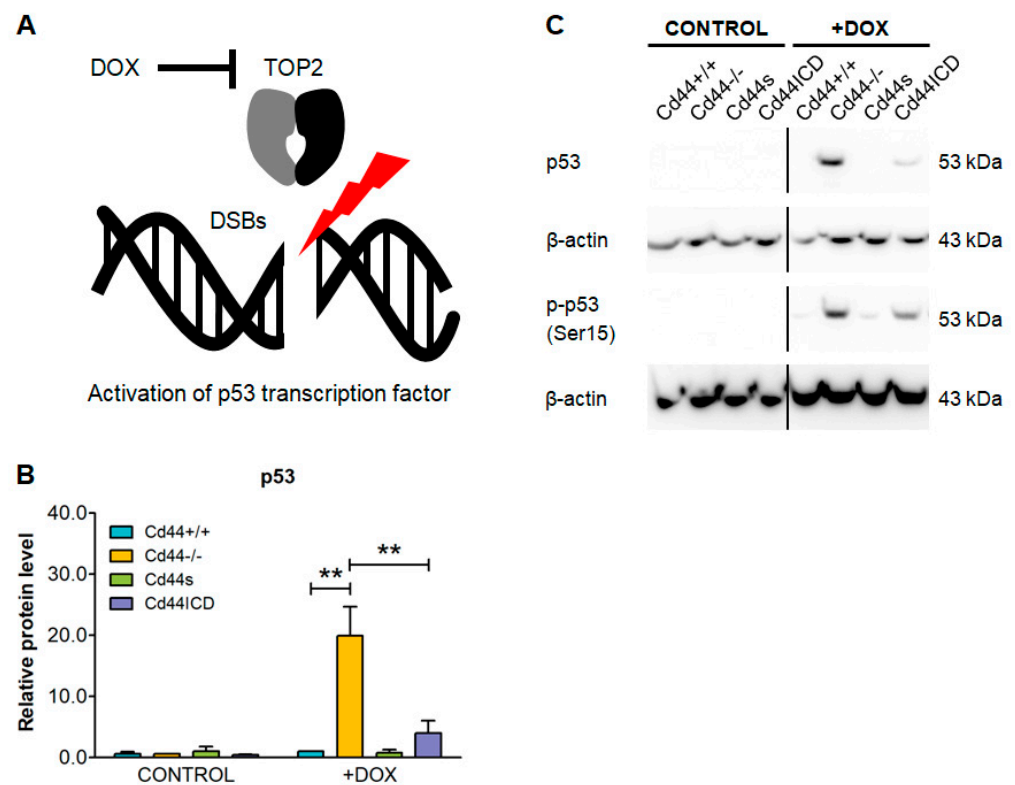 A
DOX TOP2
DSBs
Activation of p53 transcription factor
B
p53
Relative protein level
40.0
30.0
20.0
10.0
0.0
Cd44+/+
Cd44-/-
Cd44s
Cd44ICD
**
**
CONTROL +DOX
C
CONTROL +DOX
Cd44+/+ Cd44-/- Cd44s Cd44ICD Cd44+/+ Cd44-/- Cd44s Cd44ICD
p53 53 kDa
β-actin 43 kDa
p-p53
(Ser15) 53 kDa
β-actin 43 kDa